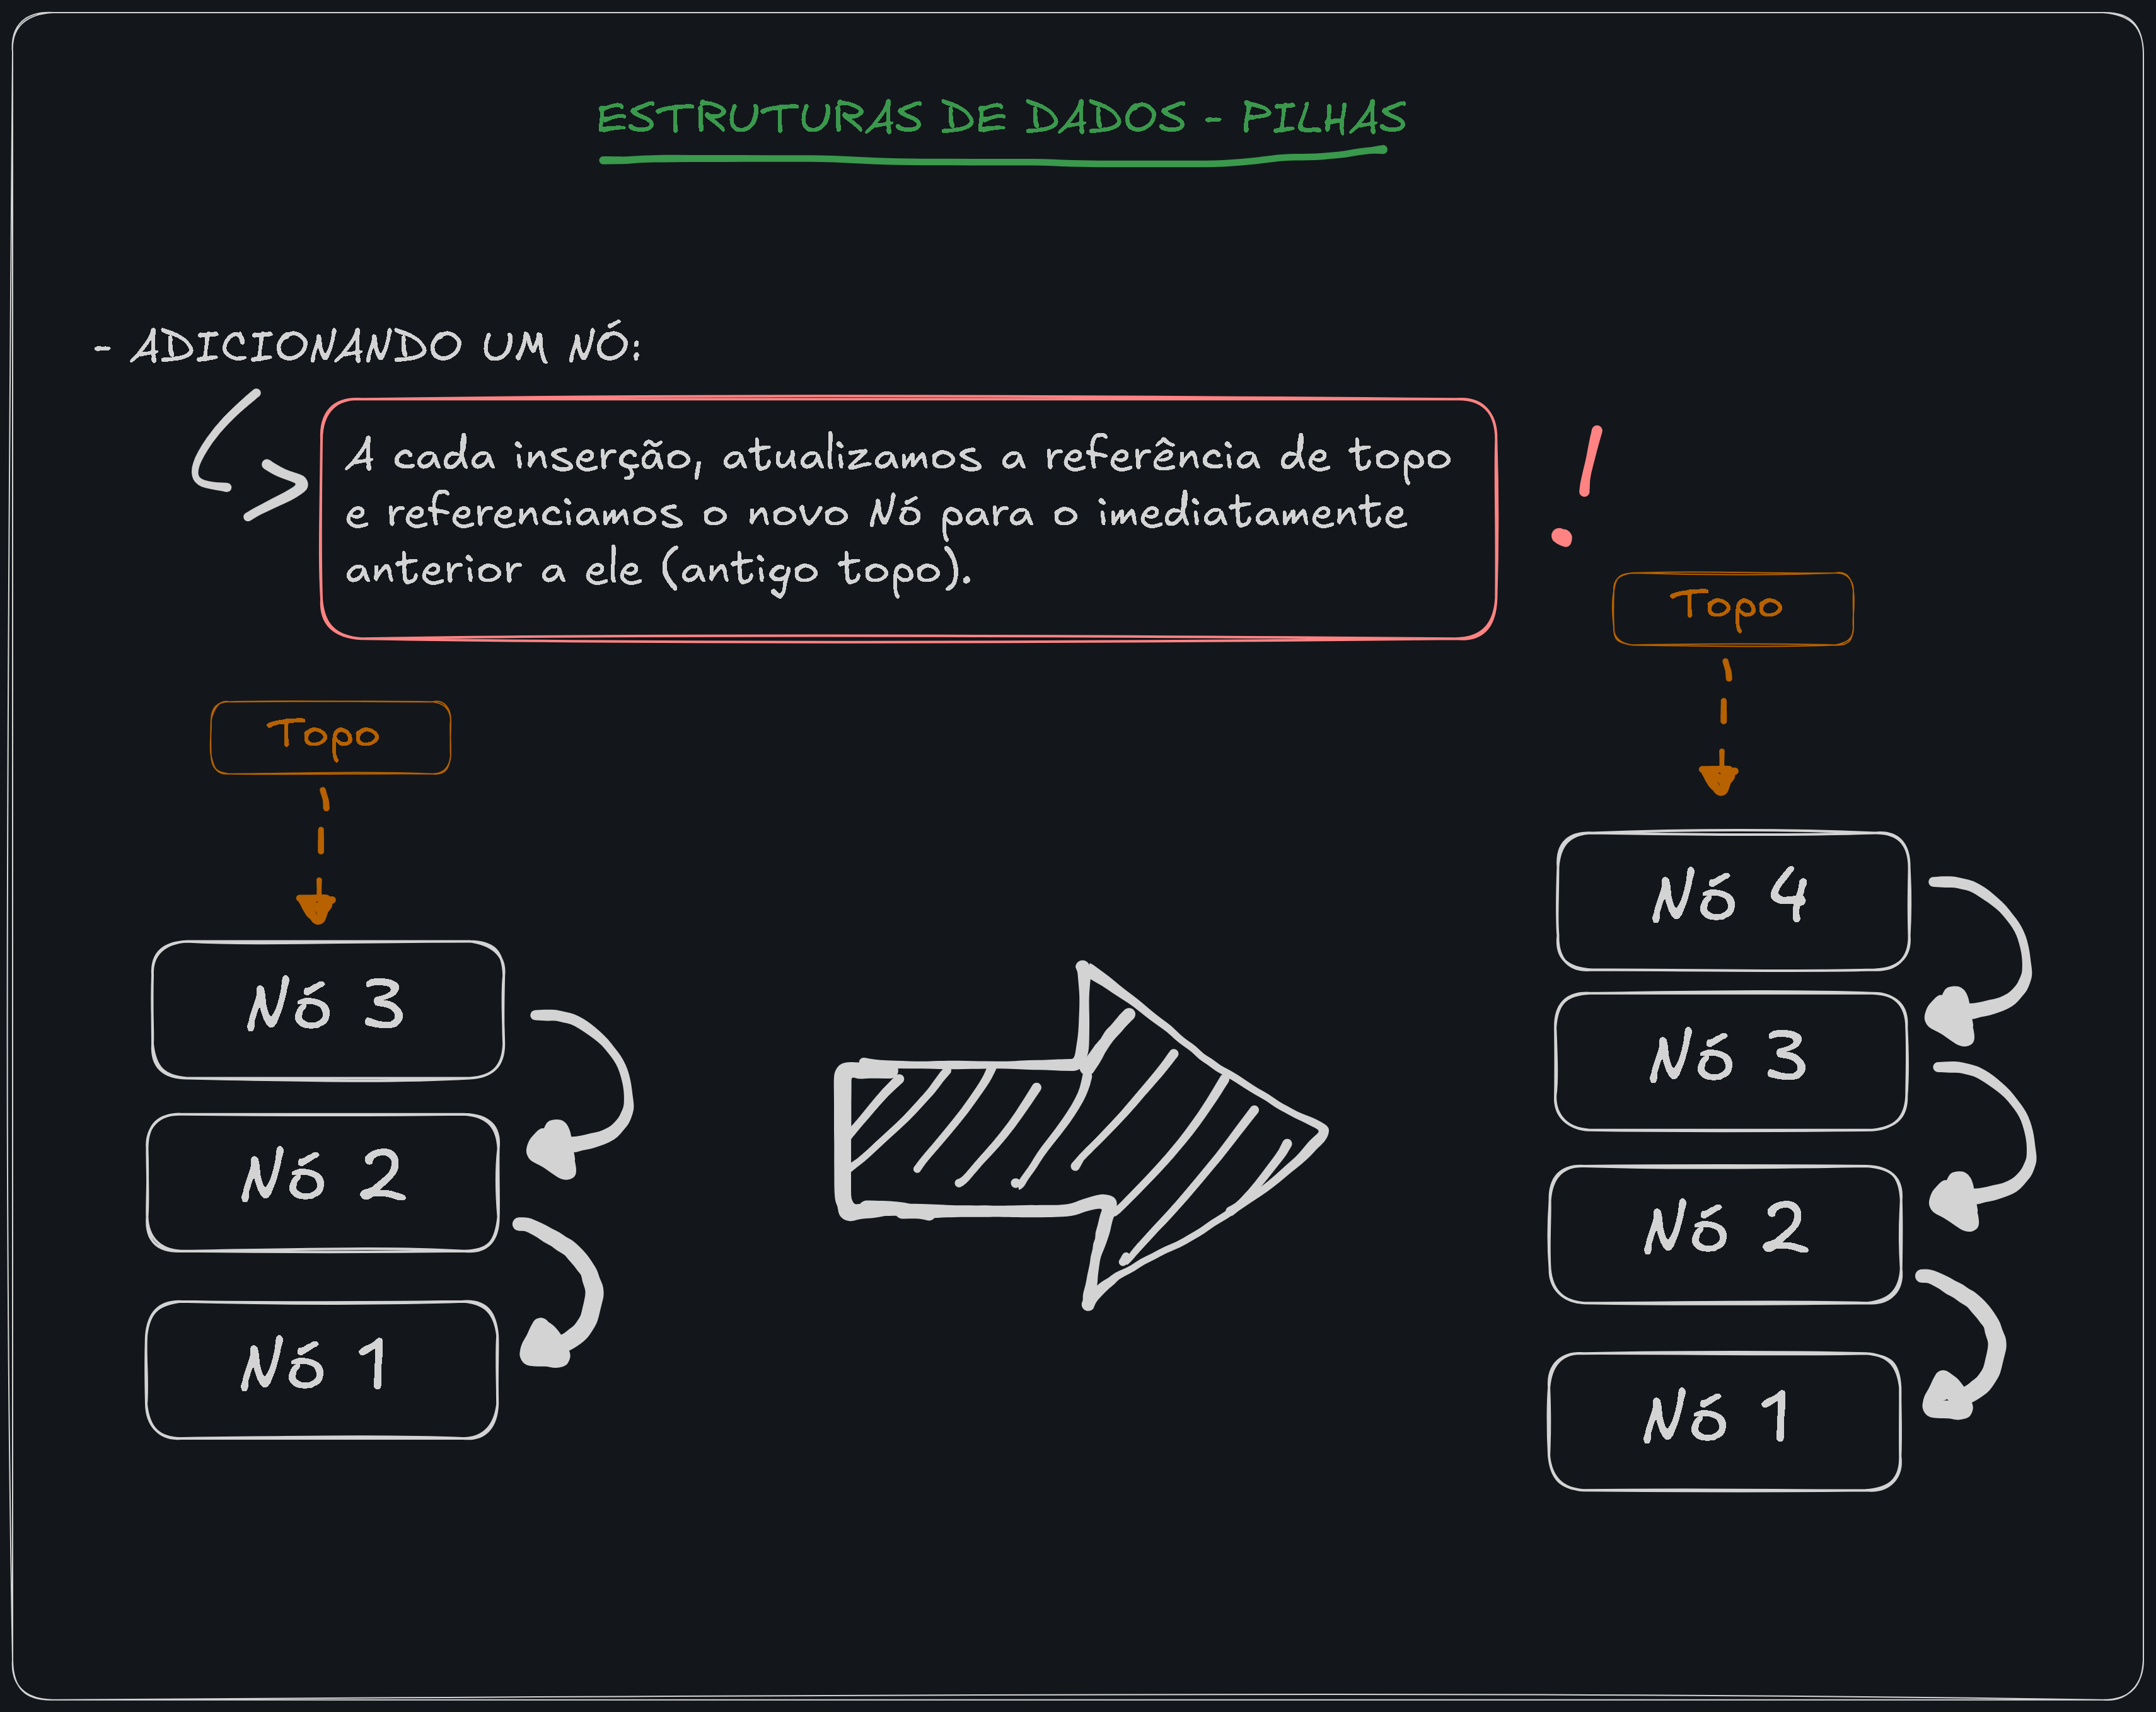 ESTRUTURAS DE DADOS - PILHAS
- ADICIONANDO UM NÓ:
A cada inserção, atualizamos a referência de topo
e referenciamos o novo Nó para o imediatamente
anterior a ele (antigo topo).
!
Topo
Nó 3
Nó 2
Nó 1
Topo
Nó 4
Nó 3
Nó 2
Nó 1